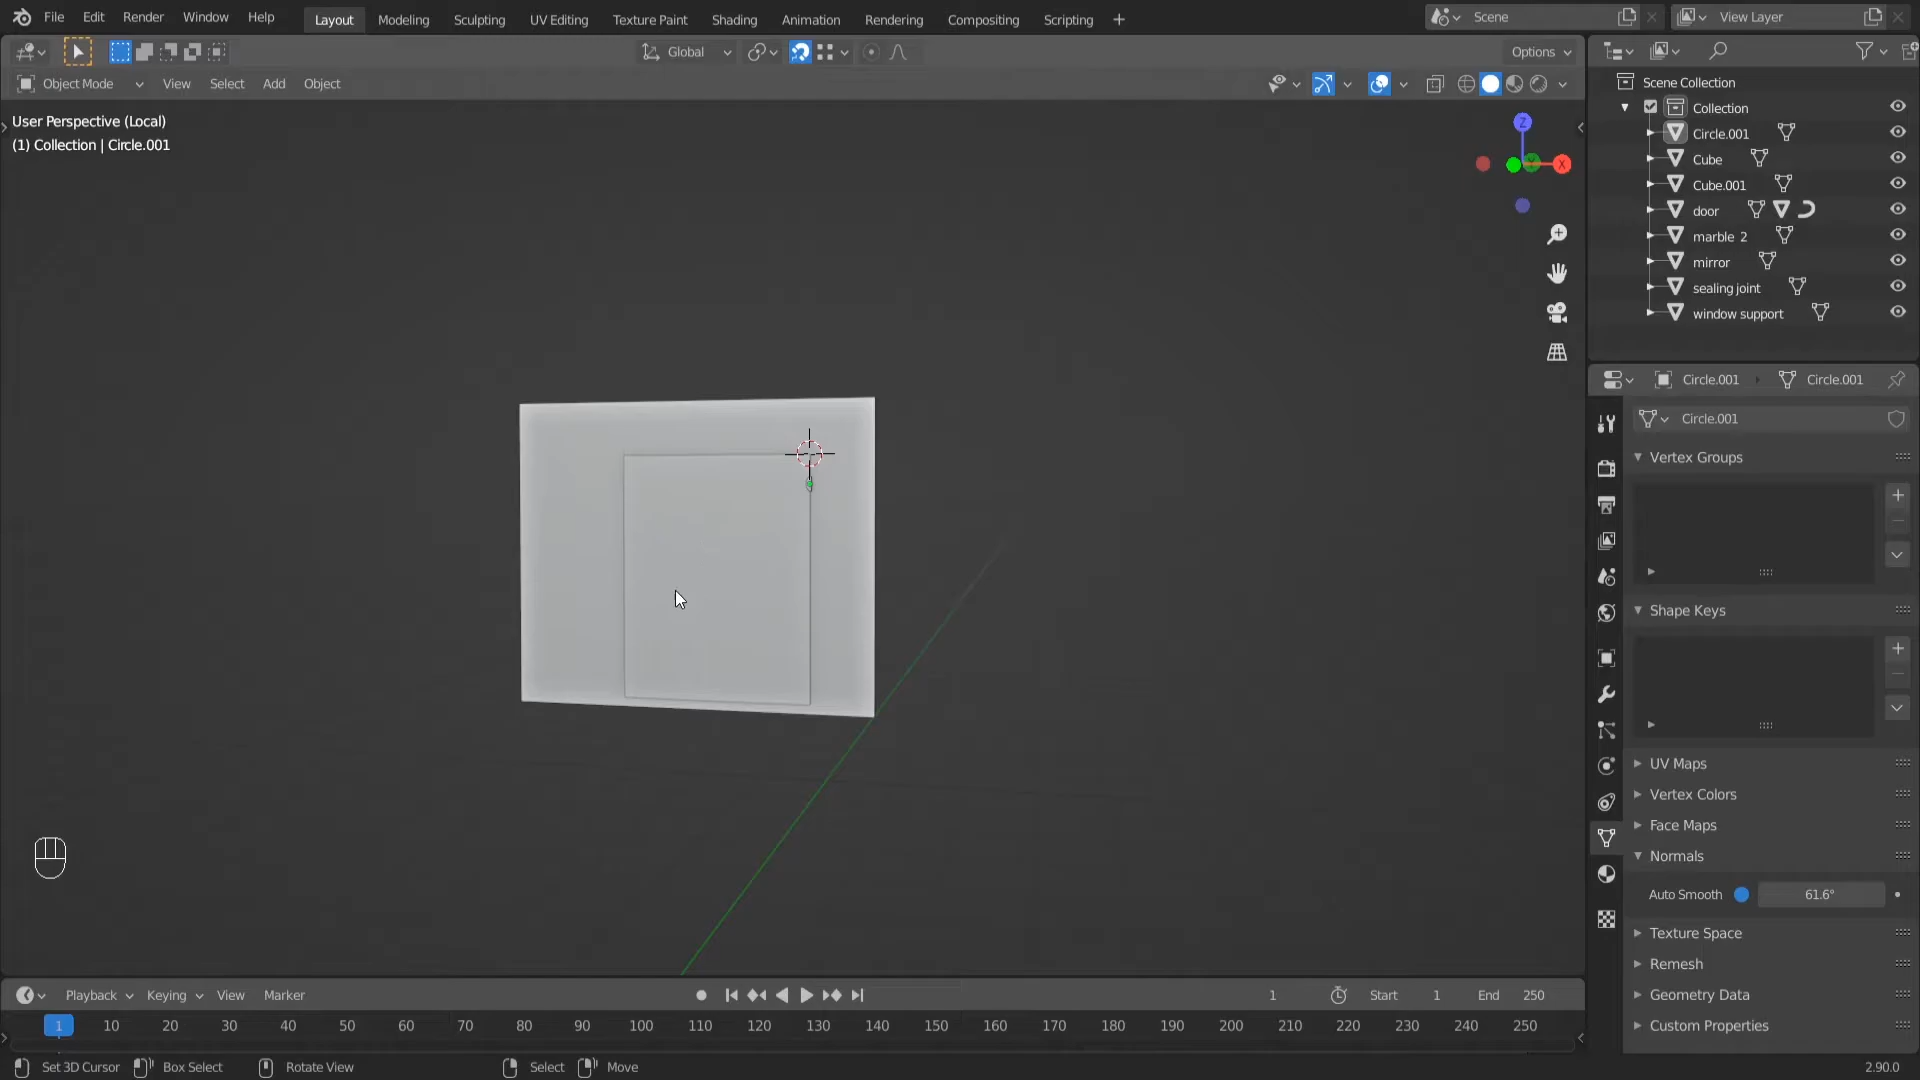 File Edit Render Window Help Layout Modeling Sculpting UV Editing Texture Paint Shading Animation Rendering Compositing Scripting + Scene View Layer
Global Options
Object Mode View Select Add Object
User Perspective (Local)
(1) Collection | Circle.001
Z
X
Scene Collection
Collection
Circle.001
Cube
Cube.001
door
marble 2
mirror
sealing joint
window support
Circle.001 Circle.001
Circle.001
Vertex Groups
Shape Keys
UV Maps
Vertex Colors
Face Maps
Normals
Auto Smooth 61.6°
Texture Space
Remesh
Geometry Data
Custom Properties
Playback Keying View Marker 1 Start 1 End 250
1 10 20 30 40 50 60 70 80 90 100 110 120 130 140 150 160 170 180 190 200 210 220 230 240 250
Set 3D Cursor Box Select Rotate View Select Move 2.90.0